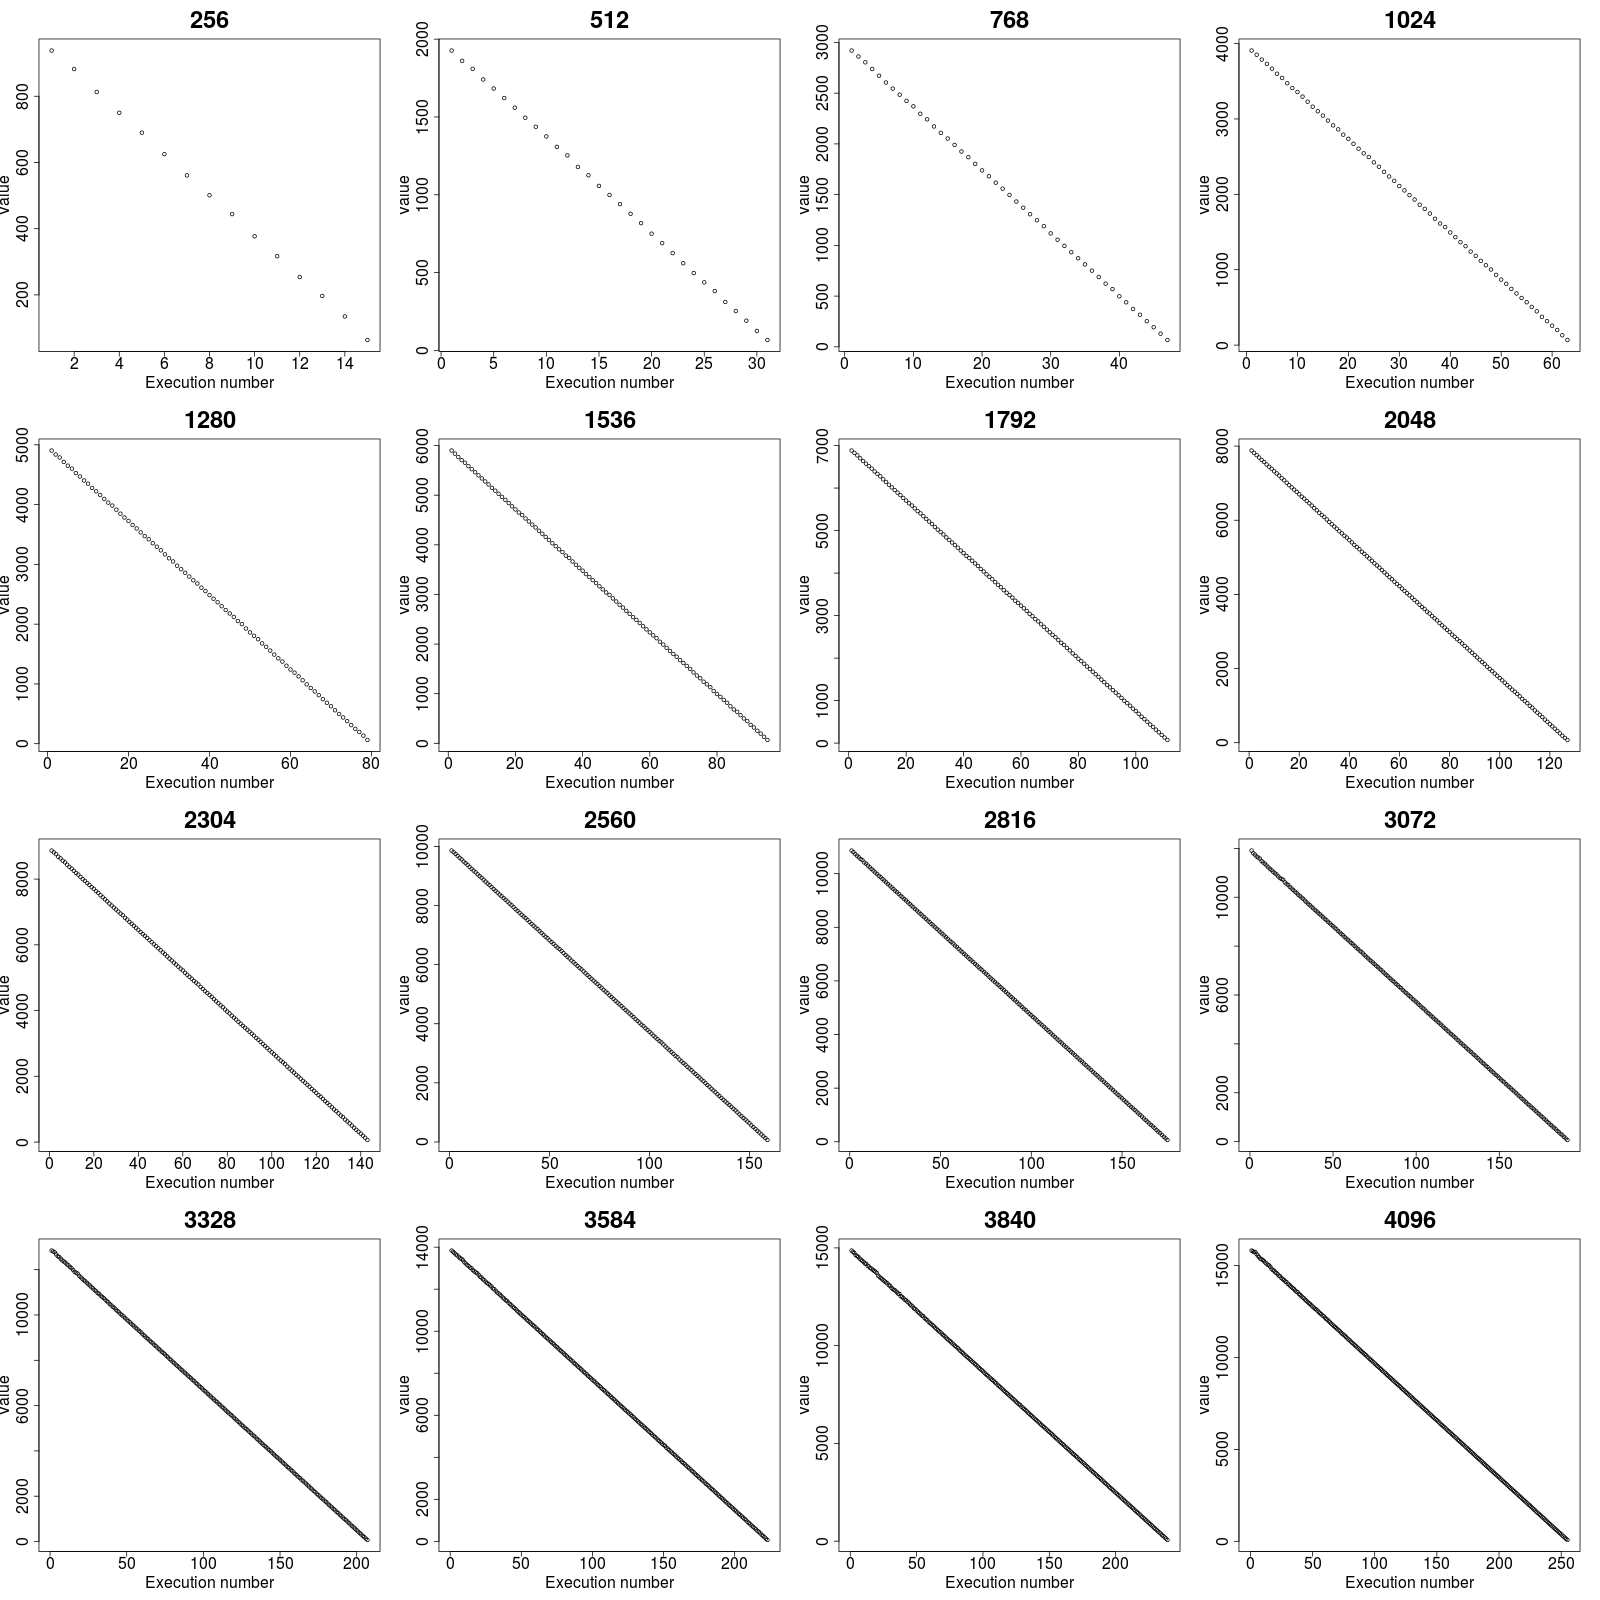 256
value
200 400 600 800
2 4 6 8 10 12 14
Execution number
512
value
0 500 1000 1500 2000
0 5 10 15 20 25 30
Execution number
768
value
0 500 1000 1500 2000 2500 3000
0 10 20 30 40
Execution number
1024
value
0 1000 2000 3000 4000
0 10 20 30 40 50 60
Execution number
1280
value
0 1000 2000 3000 4000 5000
0 20 40 60 80
Execution number
1536
value
0 1000 2000 3000 4000 5000 6000
0 20 40 60 80
Execution number
1792
value
0 1000 3000 5000 7000
0 20 40 60 80 100
Execution number
2048
value
0 2000 4000 6000 8000
0 20 40 60 80 100 120
Execution number
2304
value
0 2000 4000 6000 8000
0 20 40 60 80 100 120 140
Execution number
2560
value
0 2000 4000 6000 8000 10000
0 50 100 150
Execution number
2816
value
0 2000 4000 6000 8000 10000
0 50 100 150
Execution number
3072
value
0 2000 6000 10000
0 50 100 150
Execution number
3328
value
0 2000 6000 10000
0 50 100 150 200
Execution number
3584
value
0 2000 6000 10000 14000
0 50 100 150 200
Execution number
3840
value
0 5000 10000 15000
0 50 100 150 200
Execution number
4096
value
0 5000 10000 15000
0 50 100 150 200 250
Execution number